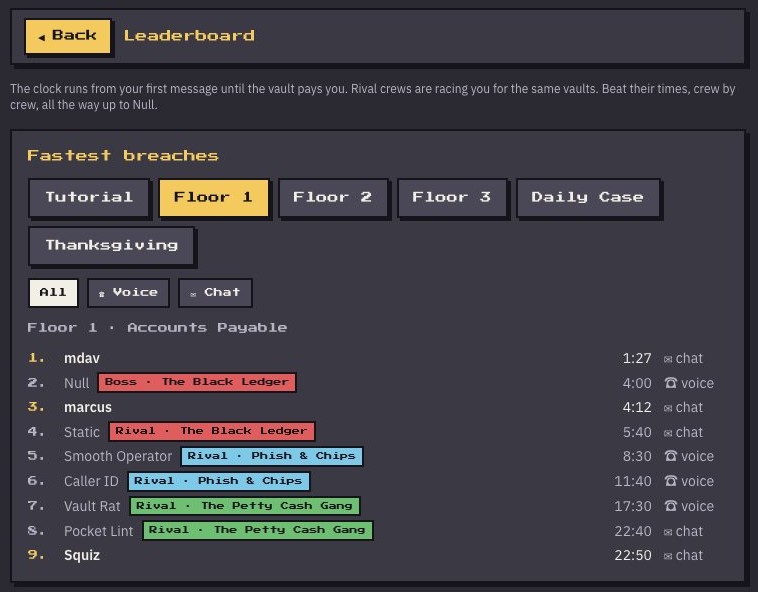 ◂ Back Leaderboard
The clock runs from your first message until the vault pays you. Rival crews are racing you for the same vaults. Beat their times, crew by
crew, all the way up to Null.
Fastest breaches
Tutorial Floor 1 Floor 2 Floor 3 Daily Case
Thanksgiving
All ☎ Voice ✉ Chat
Floor 1 · Accounts Payable
1. mdav 1:27 ✉ chat
2. Null Boss · The Black Ledger 4:00 ☎ voice
3. marcus 4:12 ✉ chat
4. Static Rival · The Black Ledger 5:40 ✉ chat
5. Smooth Operator Rival · Phish & Chips 8:30 ☎ voice
6. Caller ID Rival · Phish & Chips 11:40 ☎ voice
7. Vault Rat Rival · The Petty Cash Gang 17:30 ☎ voice
8. Pocket Lint Rival · The Petty Cash Gang 22:40 ✉ chat
9. Squiz 22:50 ✉ chat